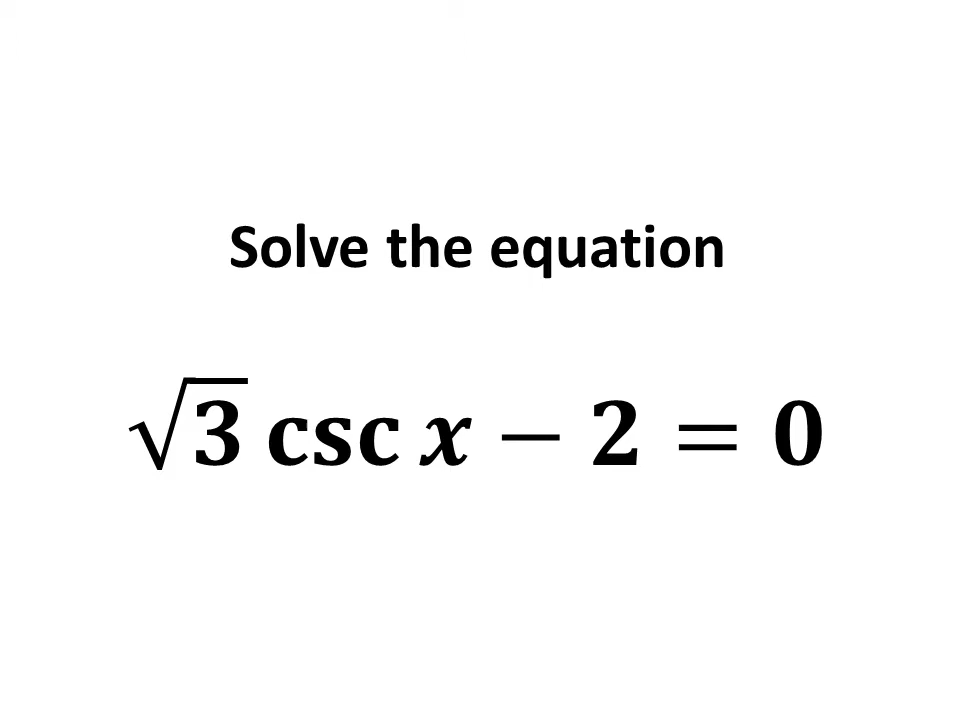 Solve the equation
√3 csc x − 2 = 0